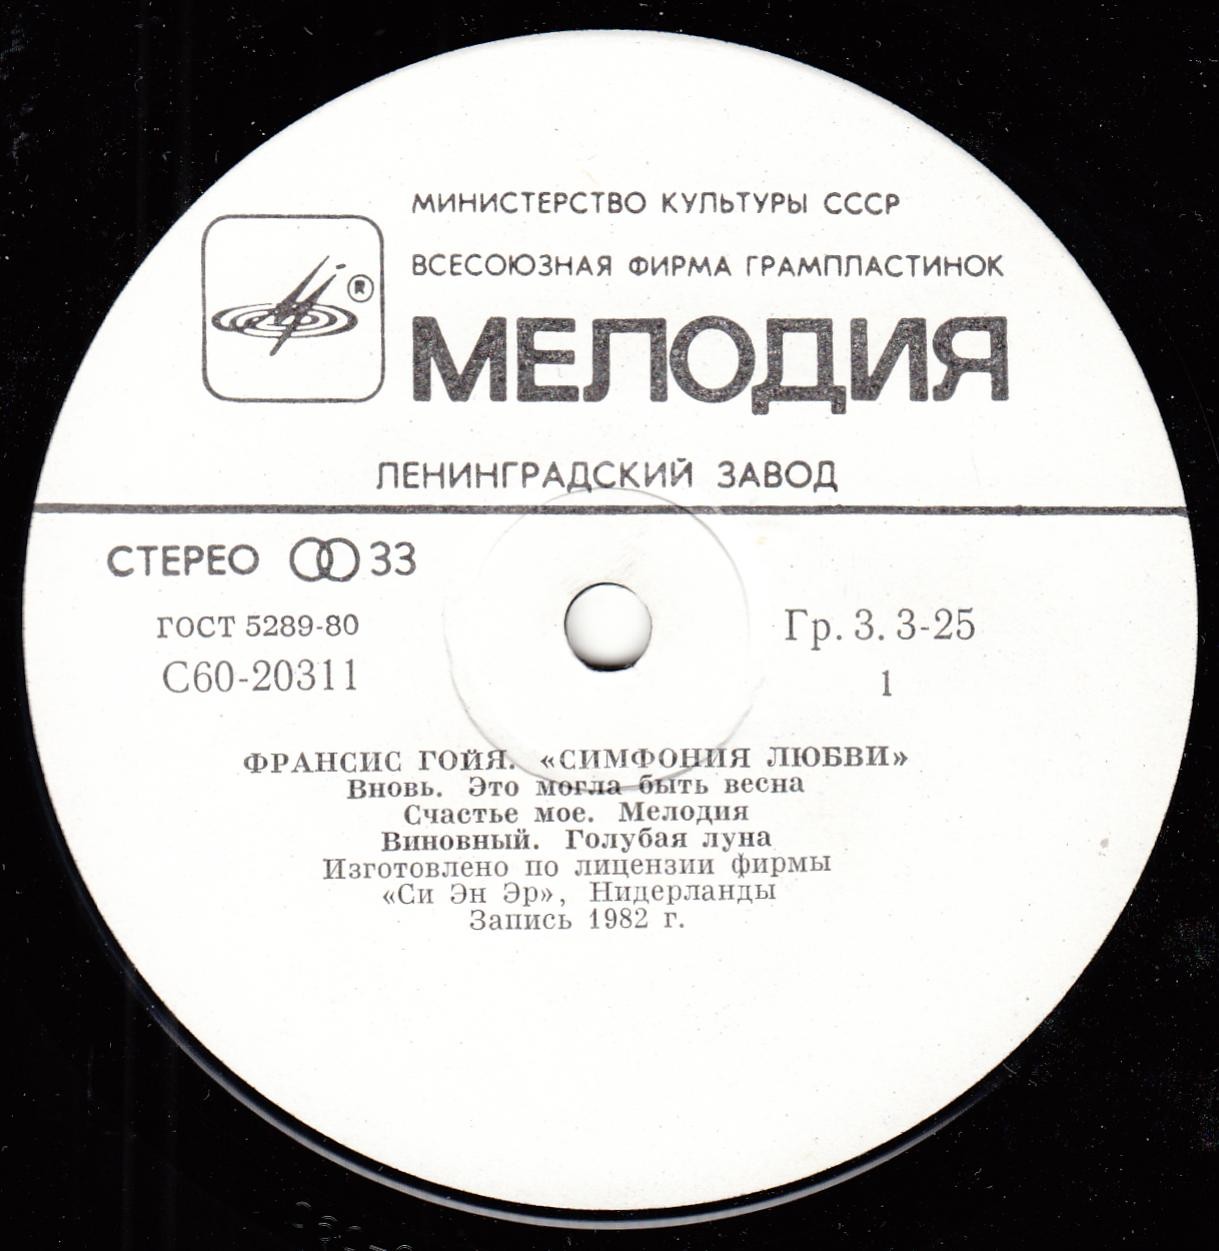 МИНИСТЕРСТВО КУЛЬТУРЫ СССР
ВСЕСОЮЗНАЯ ФИРМА ГРАМПЛАСТИНОК
®
МЕЛОДИЯ
ЛЕНИНГРАДСКИЙ ЗАВОД
СТЕРЕО 33
ГОСТ 5289-80
Гр. 3. 3-25
С60-20311
1
ФРАНСИС ГОЙЯ. «СИМФОНИЯ ЛЮБВИ»
Вновь. Это могла быть весна
Счастье мое. Мелодия
Виновный. Голубая луна
Изготовлено по лицензии фирмы
«Си Эн Эр», Нидерланды
Запись 1982 г.